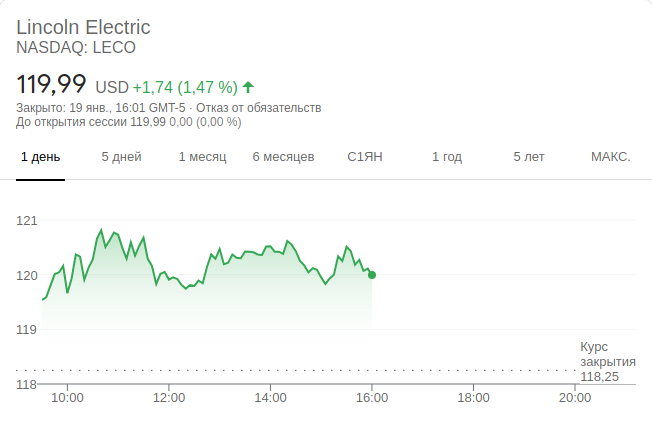 Lincoln Electric
NASDAQ: LECO
119,99 USD +1,74 (1,47 %)
Закрыто: 19 янв., 16:01 GMT-5 · Отказ от обязательств
До открытия сессии 119,99 0,00 (0,00 %)
1 день 5 дней 1 месяц 6 месяцев С1ЯН 1 год 5 лет МАКС.
121
120
119
Курс
закрытия
118,25
118
10:00 12:00 14:00 16:00 18:00 20:00